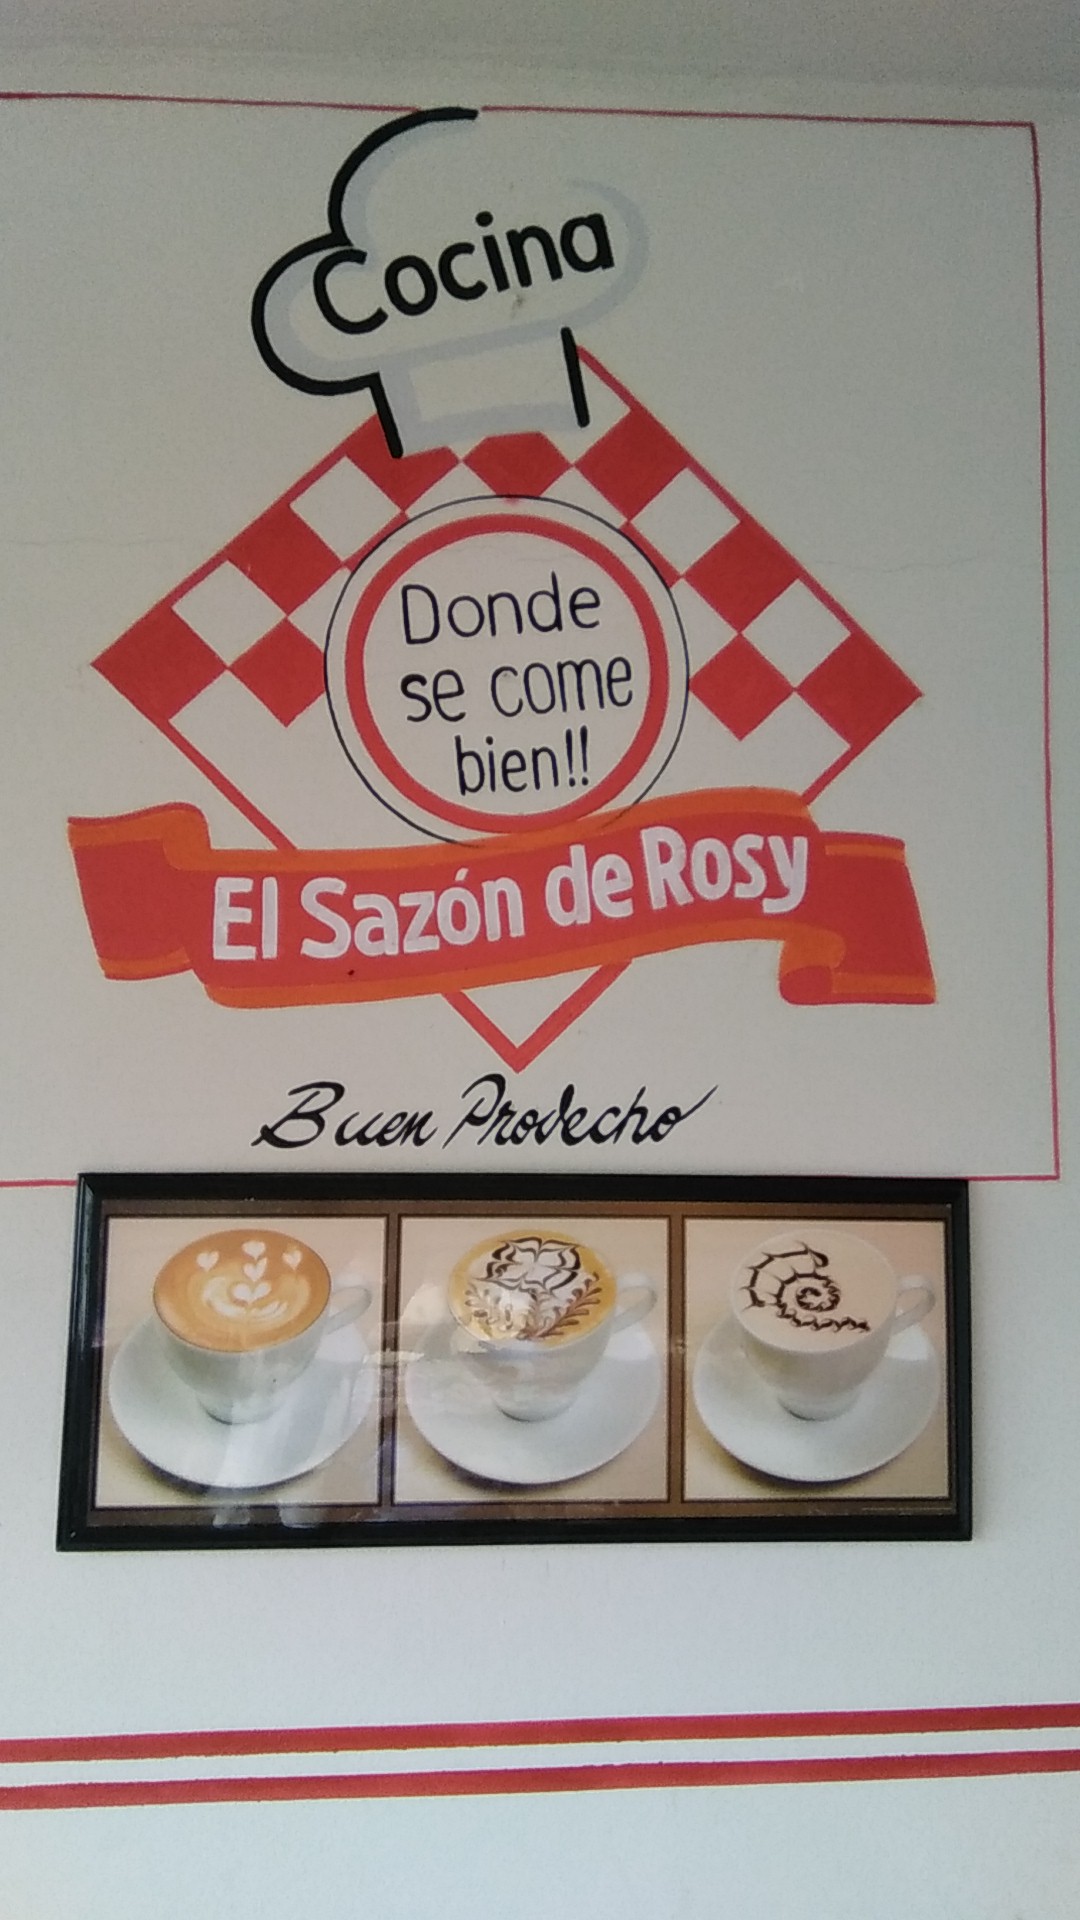 Cocina
Donde
se come
bien!!
El Sazón de Rosy
Buen Provecho